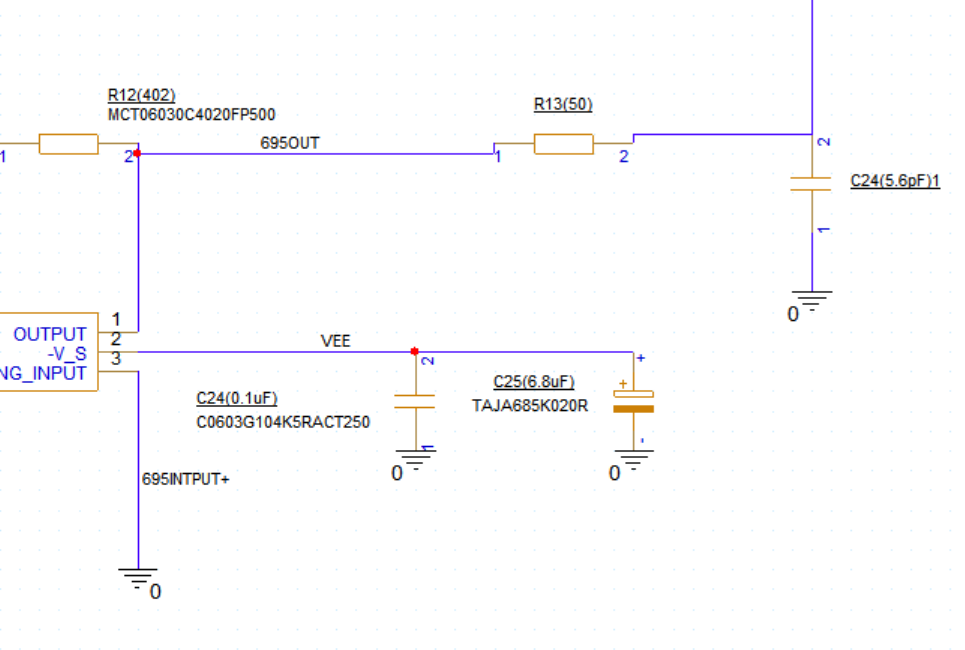 R12(402)
MCT06030C4020FP500
1
2
695OUT
R13(50)
1
2
2
C24(5.6pF)1
1
0
OUTPUT
-V_S
NG_INPUT
1
2
3
VEE
2
C24(0.1uF)
C0603G104K5RACT250
1
0
C25(6.8uF)
TAJA685K020R
+
+
-
0
695INTPUT+
0